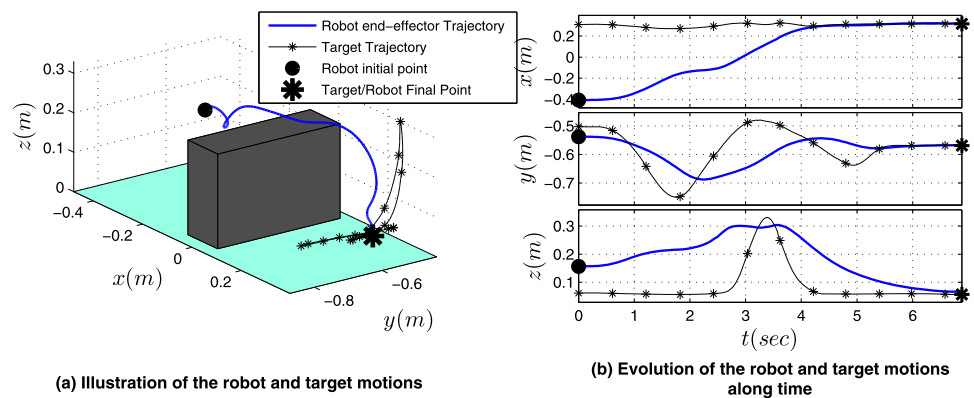 Robot end-effector Trajectory
Target Trajectory
Robot initial point
Target/Robot Final Point
z(m)
0.3
0.2
0.1
0
−0.4
−0.2
0
0.2
x(m)
−0.8
−0.6
y(m)
(a) Illustration of the robot and target motions
x(m)
0.2
0
−0.2
−0.4
y(m)
−0.5
−0.6
−0.7
z(m)
0.3
0.2
0.1
0 1 2 3 4 5 6
t(sec)
(b) Evolution of the robot and target motions
along time